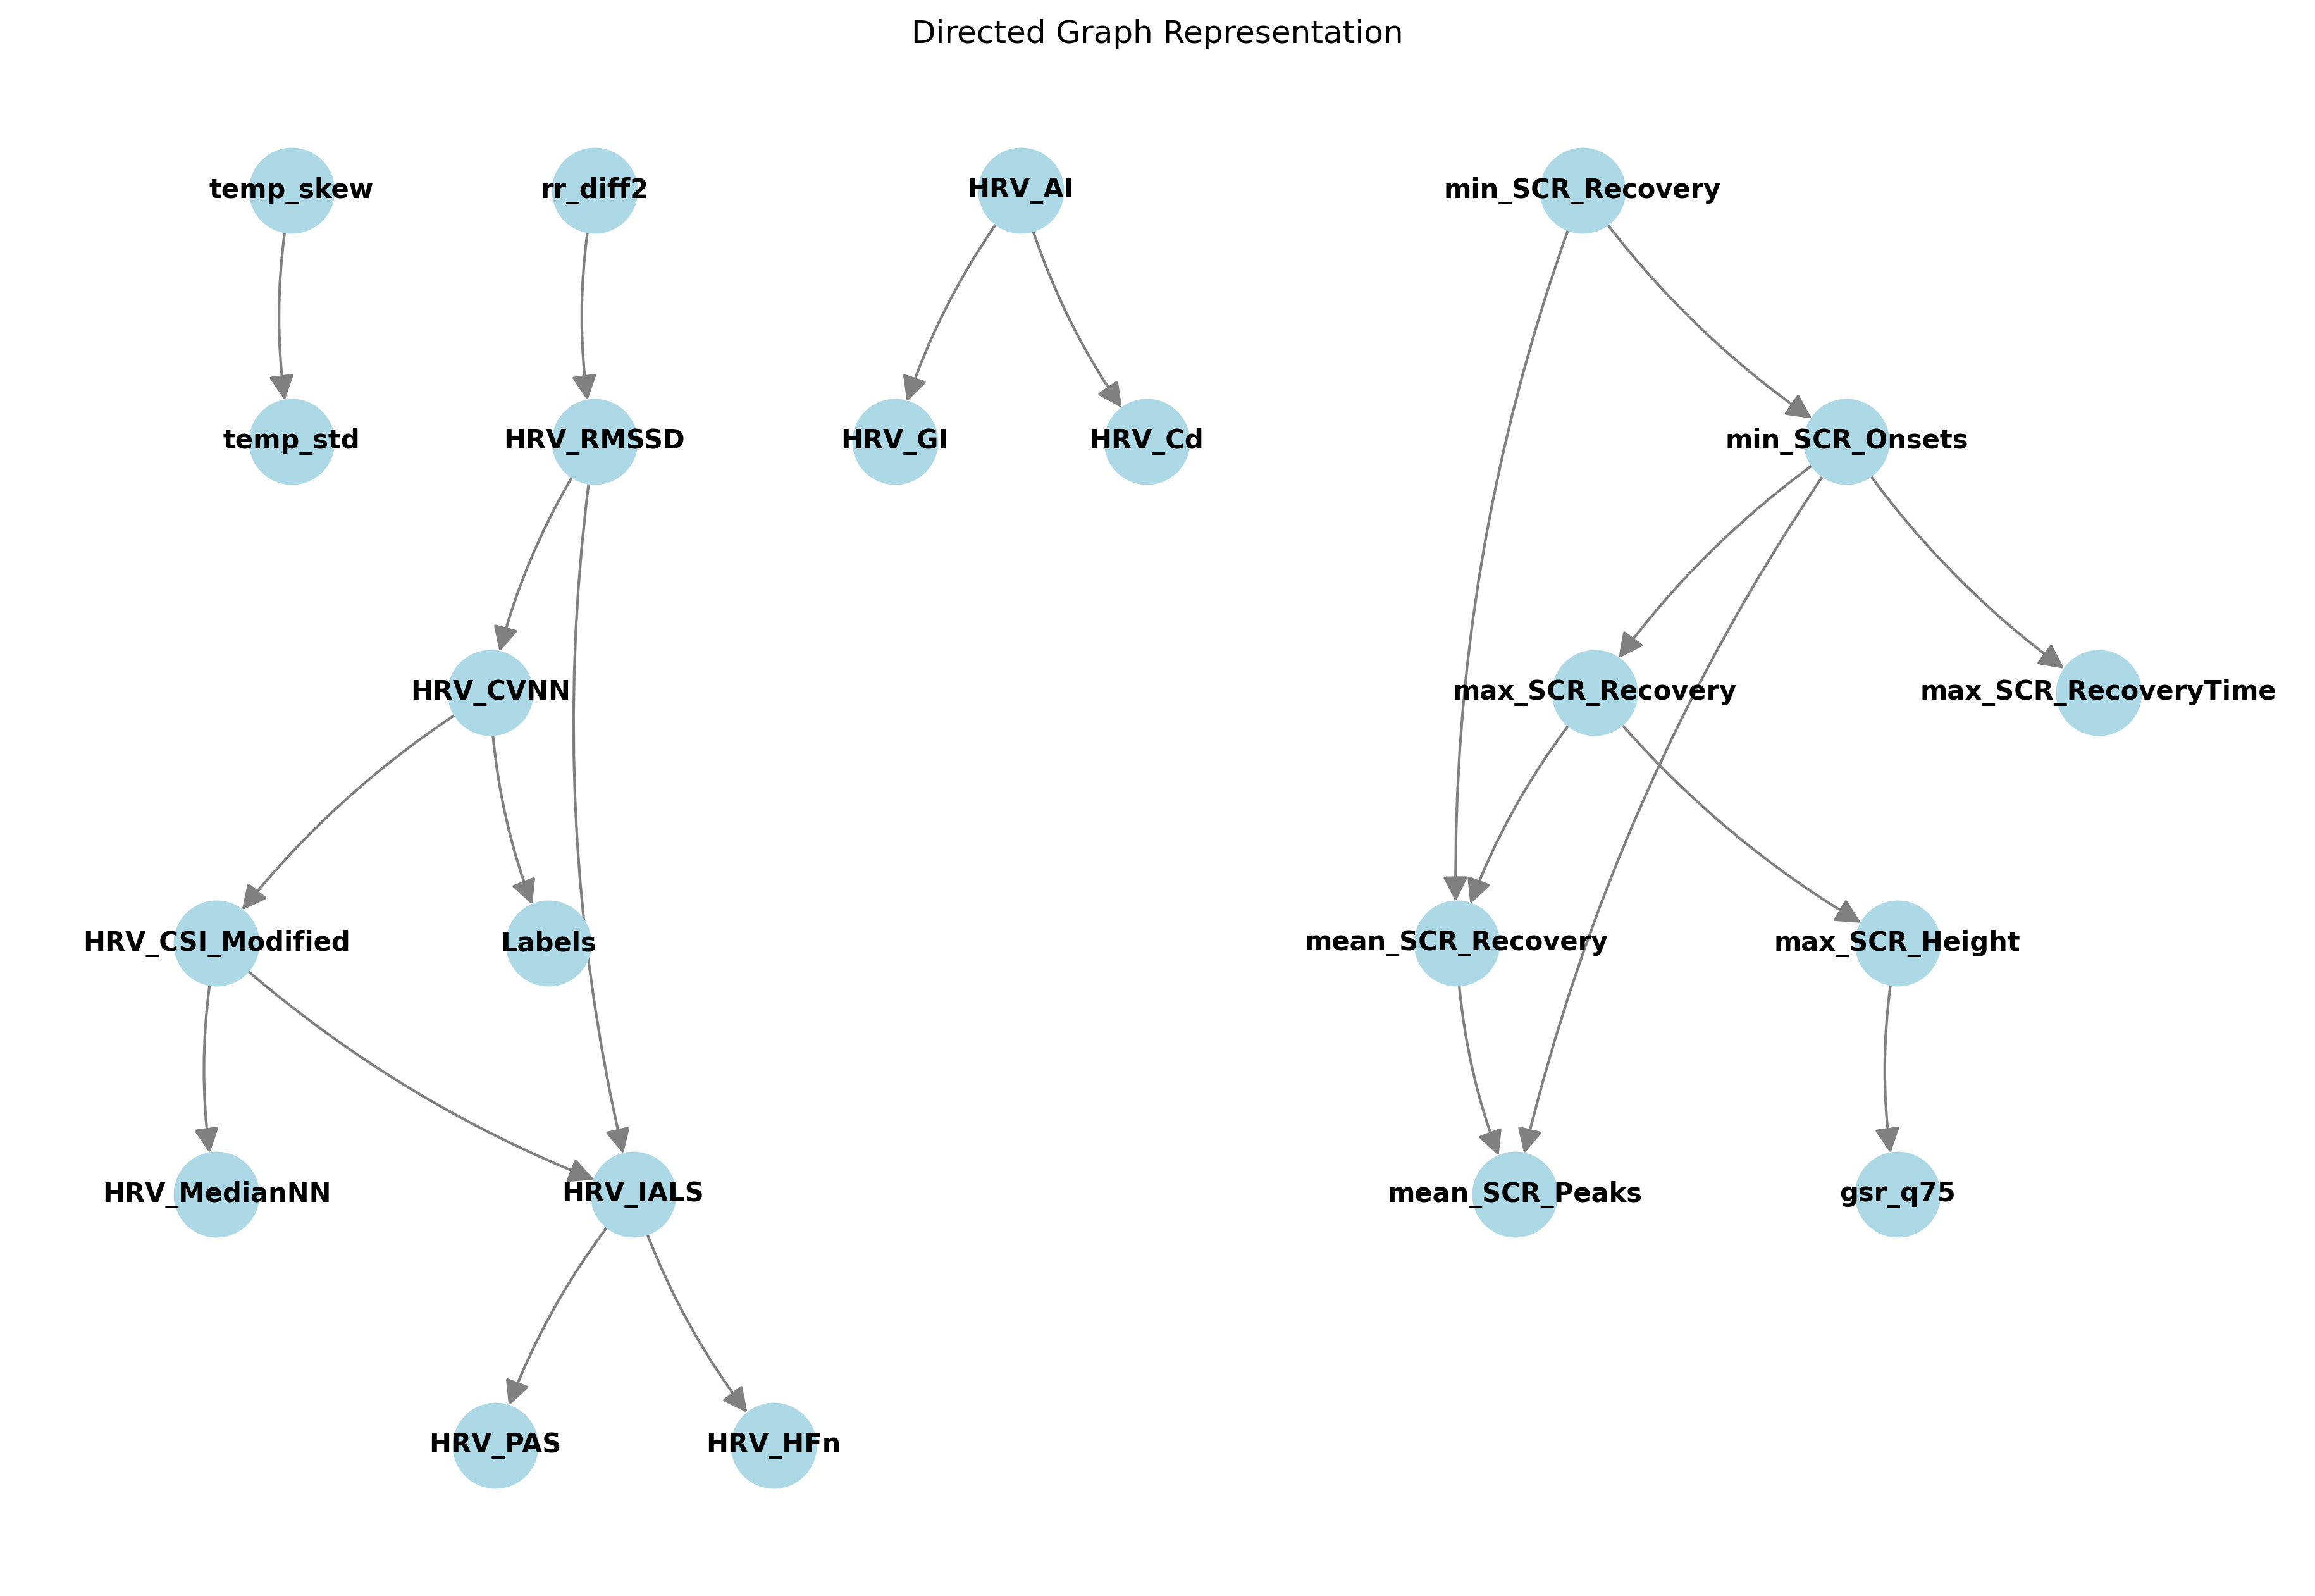 Directed Graph Representation
temp_skew
rr_diff2
HRV_AI
min_SCR_Recovery
temp_std
HRV_RMSSD
HRV_GI
HRV_Cd
min_SCR_Onsets
HRV_CVNN
max_SCR_Recovery
max_SCR_RecoveryTime
HRV_CSI_Modified
Labels
mean_SCR_Recovery
max_SCR_Height
HRV_MedianNN
HRV_IALS
mean_SCR_Peaks
gsr_q75
HRV_PAS
HRV_HFn